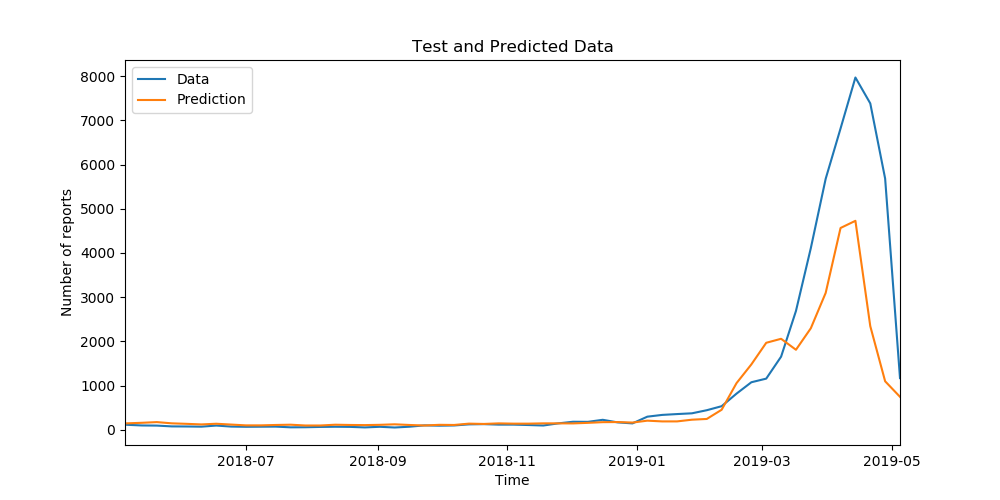 Test and Predicted Data
Data
Prediction
8000
7000
6000
5000
4000
3000
2000
1000
0
Number of reports
2018-07 2018-09 2018-11 2019-01 2019-03 2019-05
Time